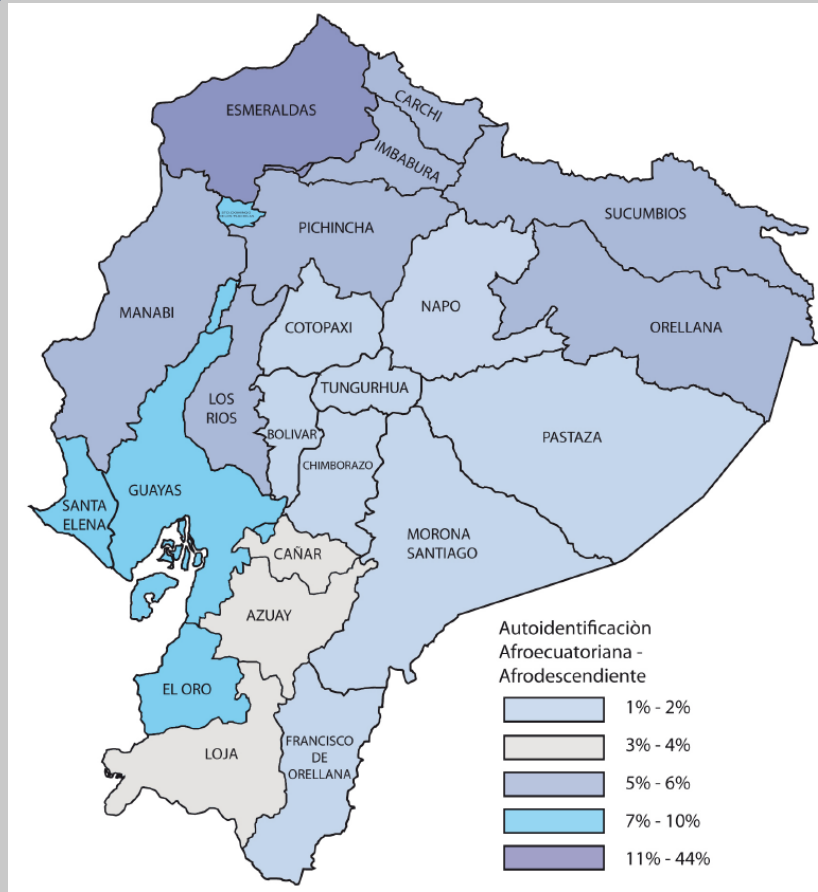 ESMERALDAS
CARCHI
IMBABURA
SUCUMBIOS
PICHINCHA
MANABI
NAPO
COTOPAXI
ORELLANA
TUNGURHUA
LOS
RIOS
BOLIVAR
PASTAZA
CHIMBORAZO
GUAYAS
SANTA
ELENA
MORONA
SANTIAGO
CAÑAR
AZUAY
EL ORO
LOJA
FRANCISCO
DE
ORELLANA
Autoidentificaciòn
Afroecuatoriana -
Afrodescendiente
1% - 2%
3% - 4%
5% - 6%
7% - 10%
11% - 44%